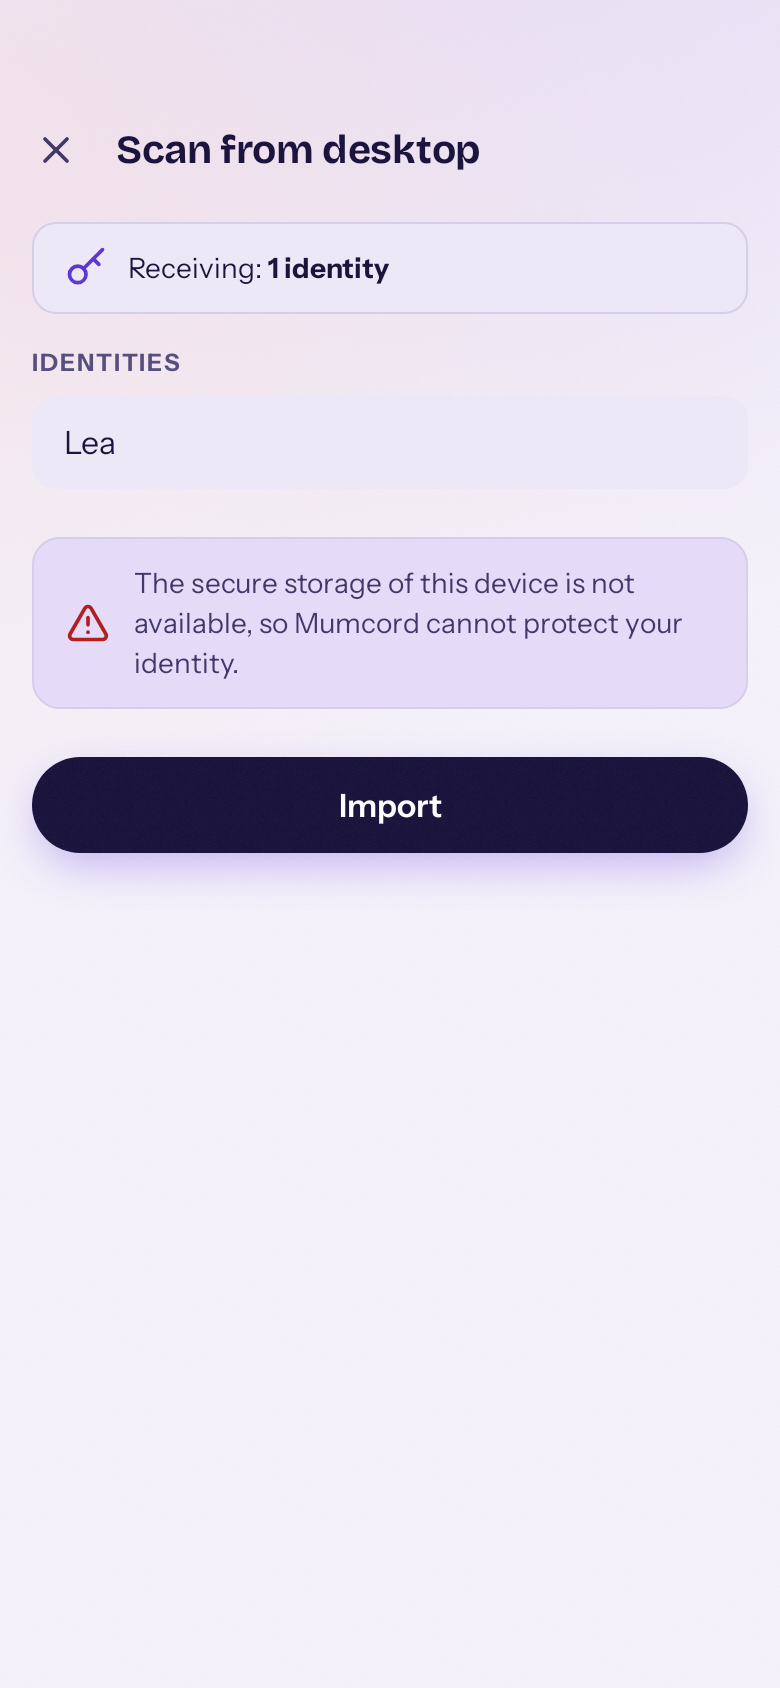 Scan from desktop
Receiving: 1 identity
IDENTITIES
Lea
The secure storage of this device is not
available, so Mumcord cannot protect your
identity.
Import